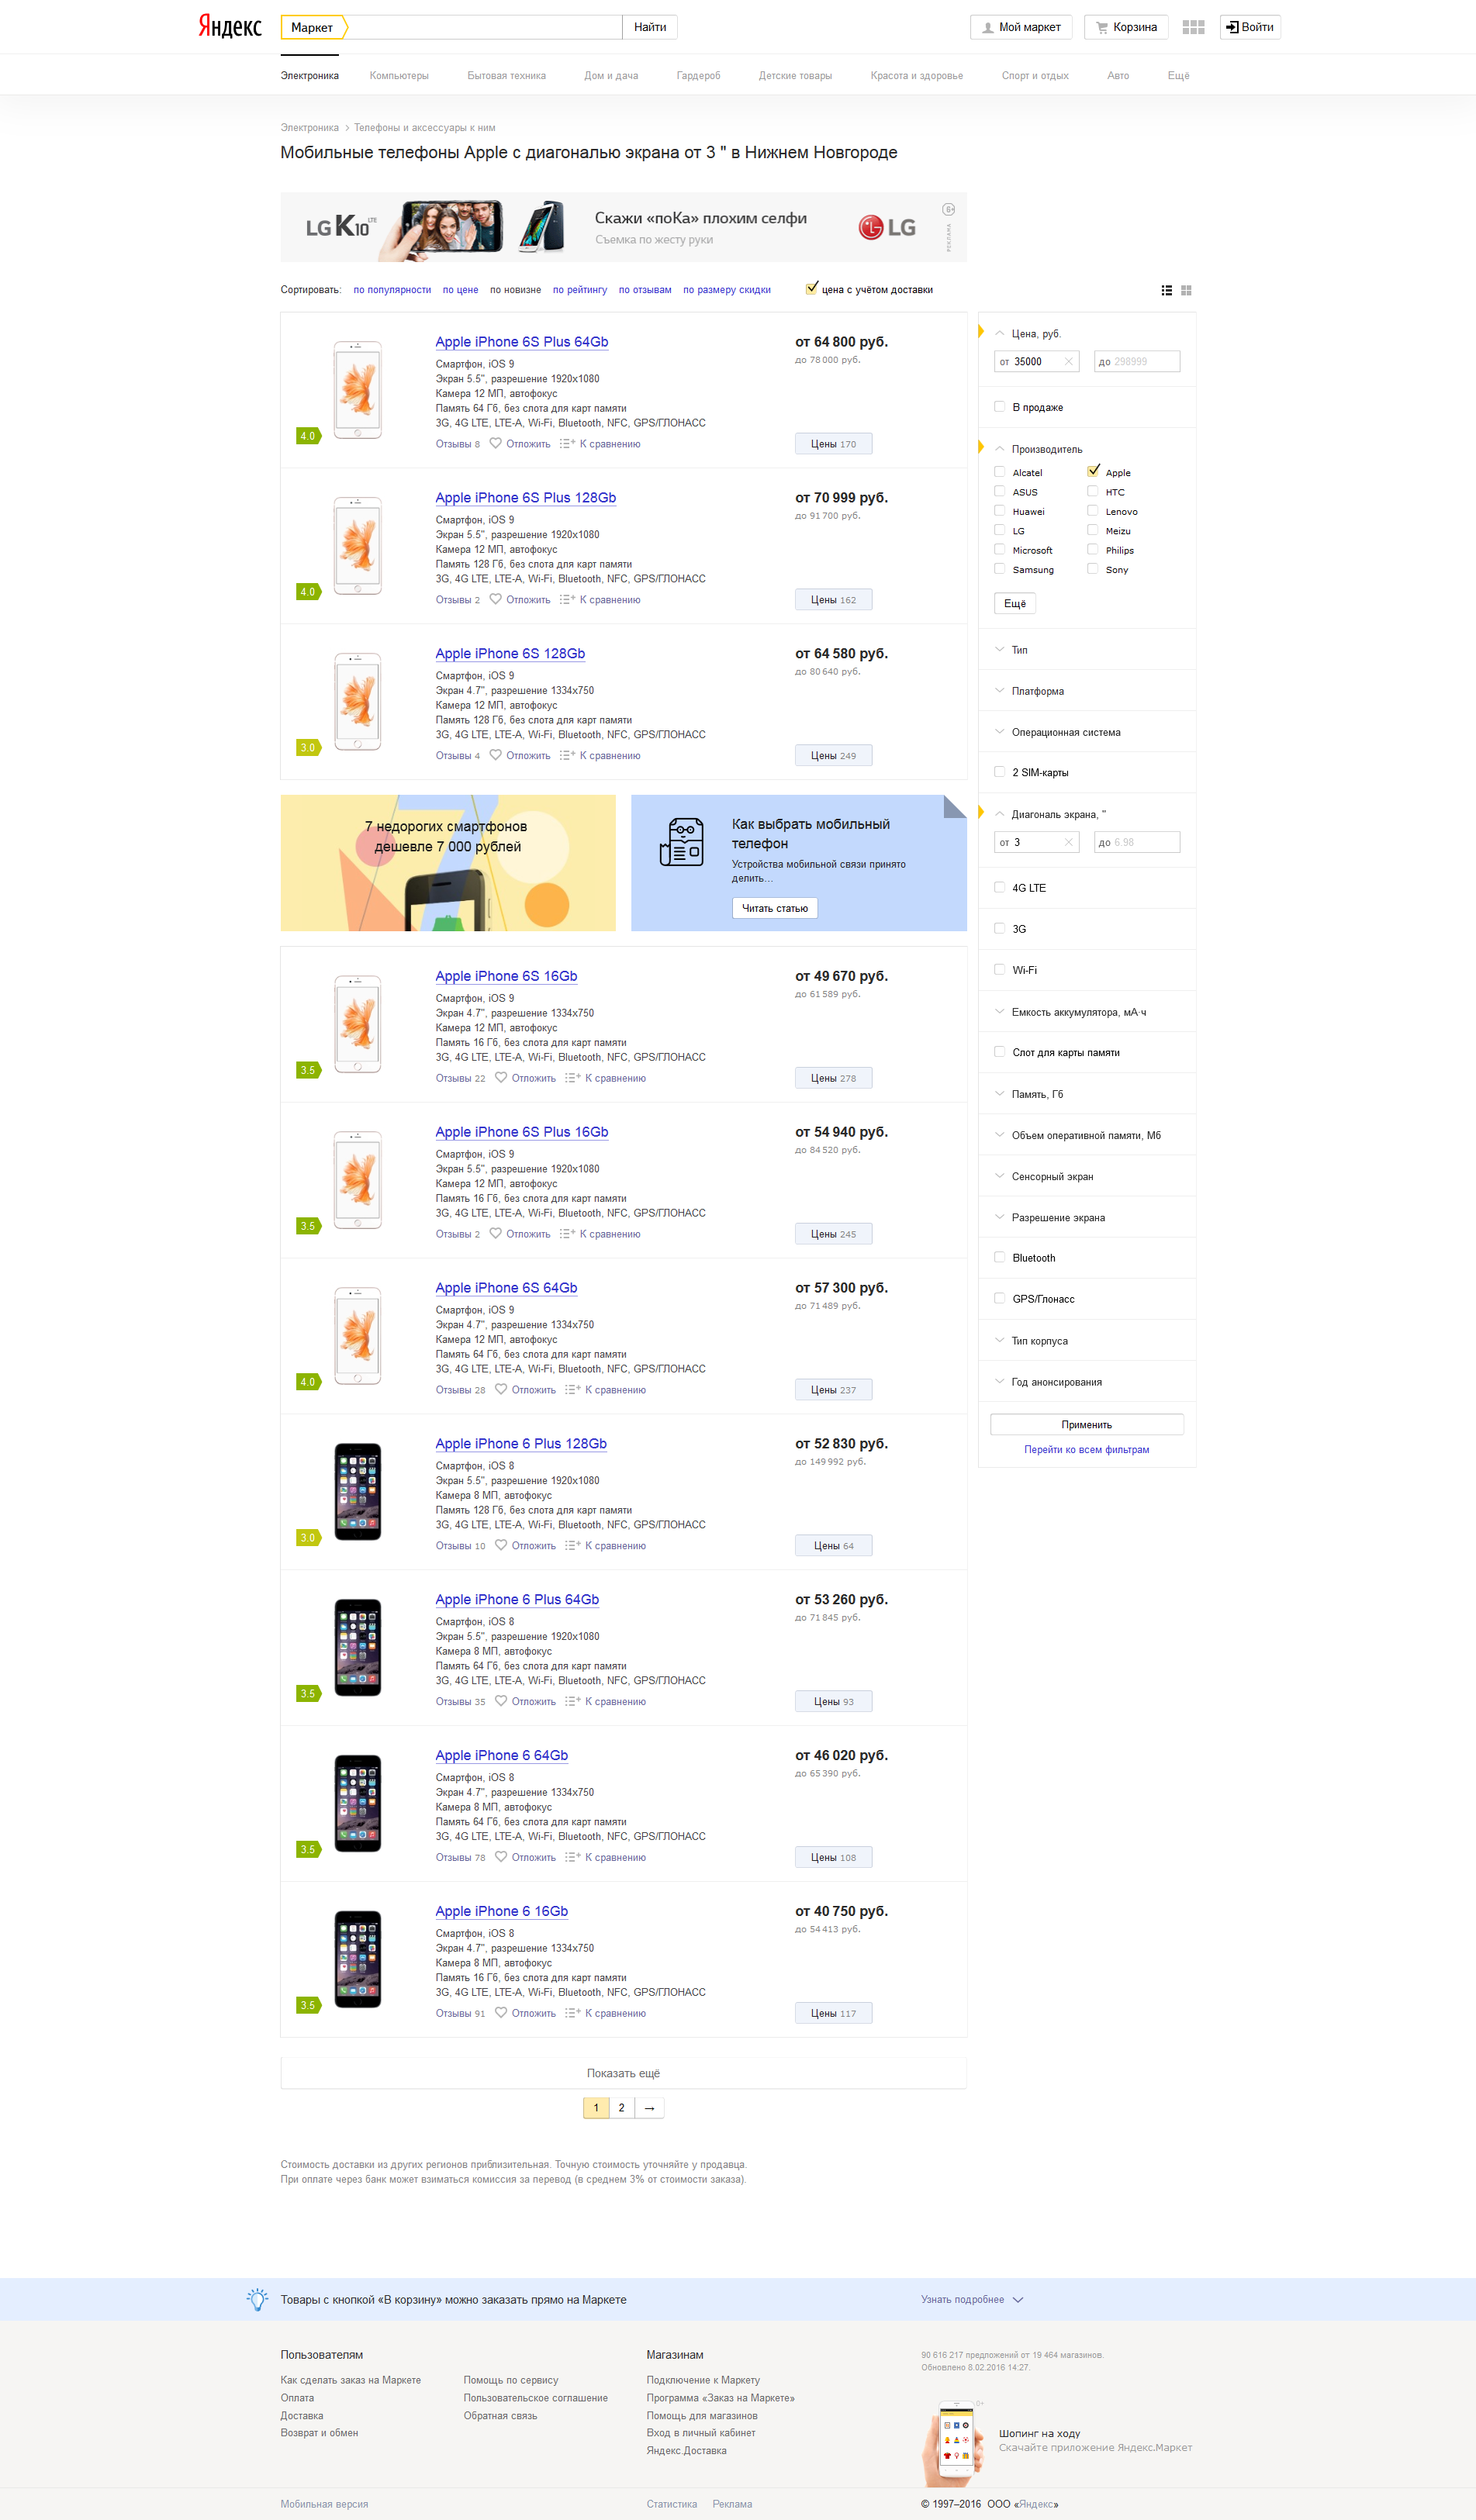 Яндекс Маркет Найти Мой маркет Корзина Войти
Электроника Компьютеры Бытовая техника Дом и дача Гардероб Детские товары Красота и здоровье Спорт и отдых Авто Ещё
Электроника > Телефоны и аксессуары к ним
Мобильные телефоны Apple с диагональю экрана от 3 " в Нижнем Новгороде
LG K10 LTE
Скажи «поКа» плохим селфи
Съемка по жесту руки
LG
6+
РЕКЛАМА
Сортировать: по популярности по цене по новизне по рейтингу по отзывам по размеру скидки цена с учётом доставки
Apple iPhone 6S Plus 64Gb
Смартфон, iOS 9
Экран 5.5", разрешение 1920x1080
Камера 12 МП, автофокус
Память 64 Гб, без слота для карт памяти
3G, 4G LTE, LTE-A, Wi-Fi, Bluetooth, NFC, GPS/ГЛОНАСС
4.0 Отзывы 8 Отложить К сравнению
от 64 800 руб.
до 78 000 руб.
Цены 170
Apple iPhone 6S Plus 128Gb
Смартфон, iOS 9
Экран 5.5", разрешение 1920x1080
Камера 12 МП, автофокус
Память 128 Гб, без слота для карт памяти
3G, 4G LTE, LTE-A, Wi-Fi, Bluetooth, NFC, GPS/ГЛОНАСС
4.0 Отзывы 2 Отложить К сравнению
от 70 999 руб.
до 91 700 руб.
Цены 162
Apple iPhone 6S 128Gb
Смартфон, iOS 9
Экран 4.7", разрешение 1334x750
Камера 12 МП, автофокус
Память 128 Гб, без слота для карт памяти
3G, 4G LTE, LTE-A, Wi-Fi, Bluetooth, NFC, GPS/ГЛОНАСС
3.0 Отзывы 4 Отложить К сравнению
от 64 580 руб.
до 80 640 руб.
Цены 249
7 недорогих смартфонов
дешевле 7 000 рублей
Как выбрать мобильный
телефон
Устройства мобильной связи принято
делить...
Читать статью
Apple iPhone 6S 16Gb
Смартфон, iOS 9
Экран 4.7", разрешение 1334x750
Камера 12 МП, автофокус
Память 16 Гб, без слота для карт памяти
3G, 4G LTE, LTE-A, Wi-Fi, Bluetooth, NFC, GPS/ГЛОНАСС
3.5 Отзывы 22 Отложить К сравнению
от 49 670 руб.
до 61 589 руб.
Цены 278
Apple iPhone 6S Plus 16Gb
Смартфон, iOS 9
Экран 5.5", разрешение 1920x1080
Камера 12 МП, автофокус
Память 16 Гб, без слота для карт памяти
3G, 4G LTE, LTE-A, Wi-Fi, Bluetooth, NFC, GPS/ГЛОНАСС
3.5 Отзывы 2 Отложить К сравнению
от 54 940 руб.
до 84 520 руб.
Цены 245
Apple iPhone 6S 64Gb
Смартфон, iOS 9
Экран 4.7", разрешение 1334x750
Камера 12 МП, автофокус
Память 64 Гб, без слота для карт памяти
3G, 4G LTE, LTE-A, Wi-Fi, Bluetooth, NFC, GPS/ГЛОНАСС
4.0 Отзывы 28 Отложить К сравнению
от 57 300 руб.
до 71 489 руб.
Цены 237
Apple iPhone 6 Plus 128Gb
Смартфон, iOS 8
Экран 5.5", разрешение 1920x1080
Камера 8 МП, автофокус
Память 128 Гб, без слота для карт памяти
3G, 4G LTE, LTE-A, Wi-Fi, Bluetooth, NFC, GPS/ГЛОНАСС
3.0 Отзывы 10 Отложить К сравнению
от 52 830 руб.
до 149 992 руб.
Цены 64
Apple iPhone 6 Plus 64Gb
Смартфон, iOS 8
Экран 5.5", разрешение 1920x1080
Камера 8 МП, автофокус
Память 64 Гб, без слота для карт памяти
3G, 4G LTE, LTE-A, Wi-Fi, Bluetooth, NFC, GPS/ГЛОНАСС
3.5 Отзывы 35 Отложить К сравнению
от 53 260 руб.
до 71 845 руб.
Цены 93
Apple iPhone 6 64Gb
Смартфон, iOS 8
Экран 4.7", разрешение 1334x750
Камера 8 МП, автофокус
Память 64 Гб, без слота для карт памяти
3G, 4G LTE, LTE-A, Wi-Fi, Bluetooth, NFC, GPS/ГЛОНАСС
3.5 Отзывы 78 Отложить К сравнению
от 46 020 руб.
до 65 390 руб.
Цены 108
Apple iPhone 6 16Gb
Смартфон, iOS 8
Экран 4.7", разрешение 1334x750
Камера 8 МП, автофокус
Память 16 Гб, без слота для карт памяти
3G, 4G LTE, LTE-A, Wi-Fi, Bluetooth, NFC, GPS/ГЛОНАСС
3.5 Отзывы 91 Отложить К сравнению
от 40 750 руб.
до 54 413 руб.
Цены 117
Цена, руб.
от 35000 до 298999
В продаже
Производитель
Alcatel Apple
ASUS HTC
Huawei Lenovo
LG Meizu
Microsoft Philips
Samsung Sony
Ещё
Тип
Платформа
Операционная система
2 SIM-карты
Диагональ экрана, "
от 3 до 6.98
4G LTE
3G
Wi-Fi
Емкость аккумулятора, мА·ч
Слот для карты памяти
Память, Гб
Объем оперативной памяти, Мб
Сенсорный экран
Разрешение экрана
Bluetooth
GPS/Глонасс
Тип корпуса
Год анонсирования
Применить
Перейти ко всем фильтрам
Показать ещё
1 2 →
Стоимость доставки из других регионов приблизительная. Точную стоимость уточняйте у продавца.
При оплате через банк может взиматься комиссия за перевод (в среднем 3% от стоимости заказа).
Товары с кнопкой «В корзину» можно заказать прямо на Маркете Узнать подробнее
Пользователям
Как сделать заказ на Маркете
Оплата
Доставка
Возврат и обмен
Помощь по сервису
Пользовательское соглашение
Обратная связь
Магазинам
Подключение к Маркету
Программа «Заказ на Маркете»
Помощь для магазинов
Вход в личный кабинет
Яндекс.Доставка
90 616 217 предложений от 19 464 магазинов.
Обновлено 8.02.2016 14:27.
Шопинг на ходу
Скачайте приложение Яндекс.Маркет
Мобильная версия Статистика Реклама © 1997–2016 ООО «Яндекс»